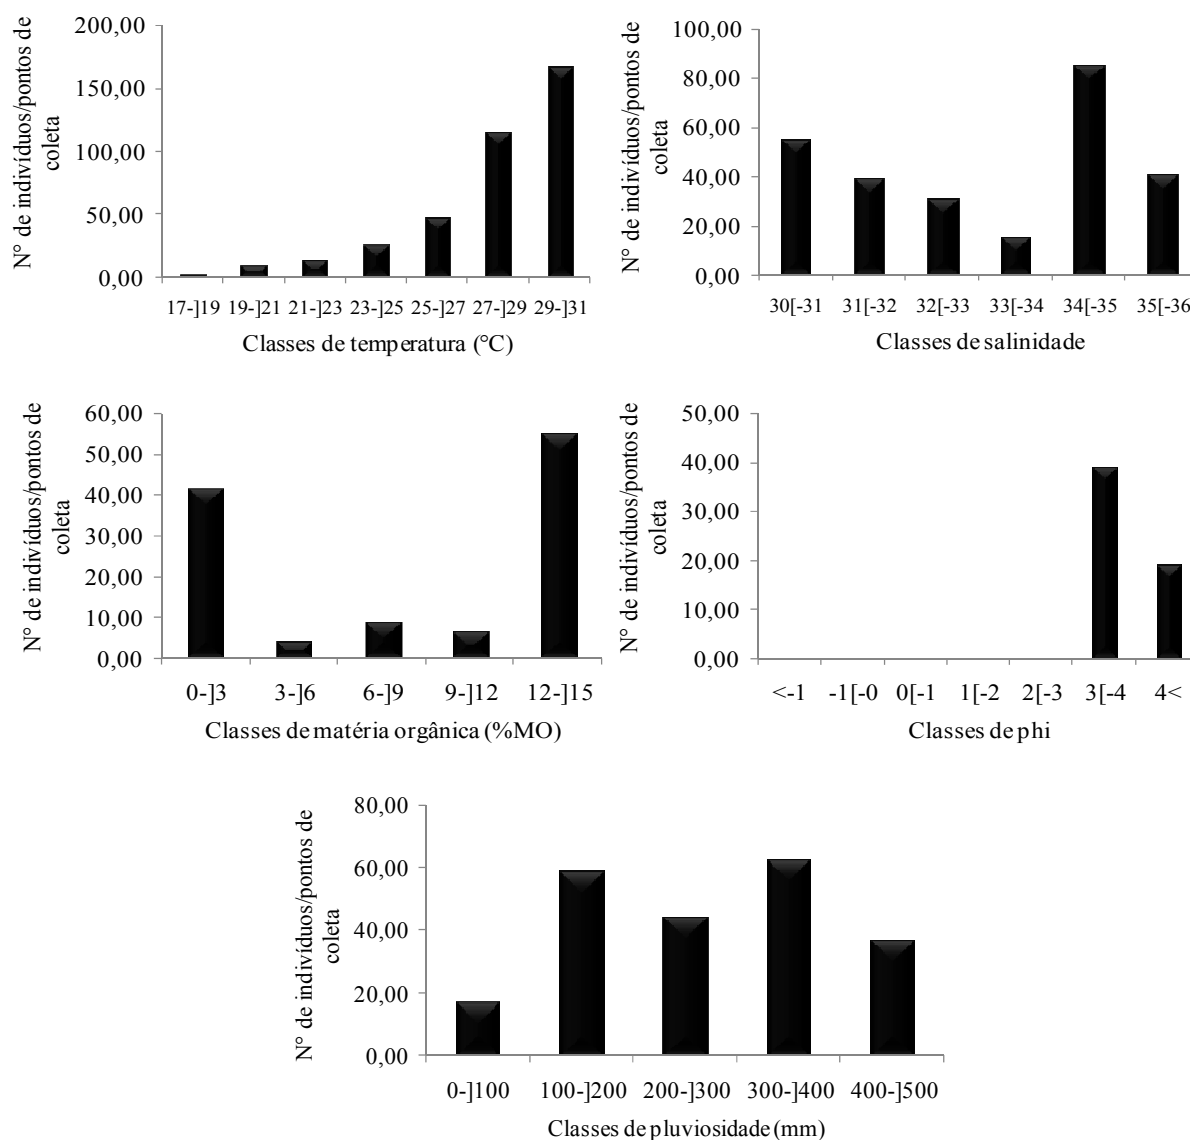 N° de indivíduos/pontos de
coleta
200,00
150,00
100,00
50,00
0,00
17-]19 19-]21 21-]23 23-]25 25-]27 27-]29 29-]31
Classes de temperatura (°C)
N° de indivíduos/pontos de
coleta
100,00
80,00
60,00
40,00
20,00
0,00
30[-31 31[-32 32[-33 33[-34 34[-35 35[-36
Classes de salinidade
N° de indivíduos/pontos de
coleta
60,00
50,00
40,00
30,00
20,00
10,00
0,00
0-]3 3-]6 6-]9 9-]12 12-]15
Classes de matéria orgânica (%MO)
N° de indivíduos/pontos de
coleta
50,00
40,00
30,00
20,00
10,00
0,00
<-1 -1[-0 0[-1 1[-2 2[-3 3[-4 4<
Classes de phi
N° de indivíduos/pontos de
coleta
80,00
60,00
40,00
20,00
0,00
0-]100 100-]200 200-]300 300-]400 400-]500
Classes de pluviosidade (mm)